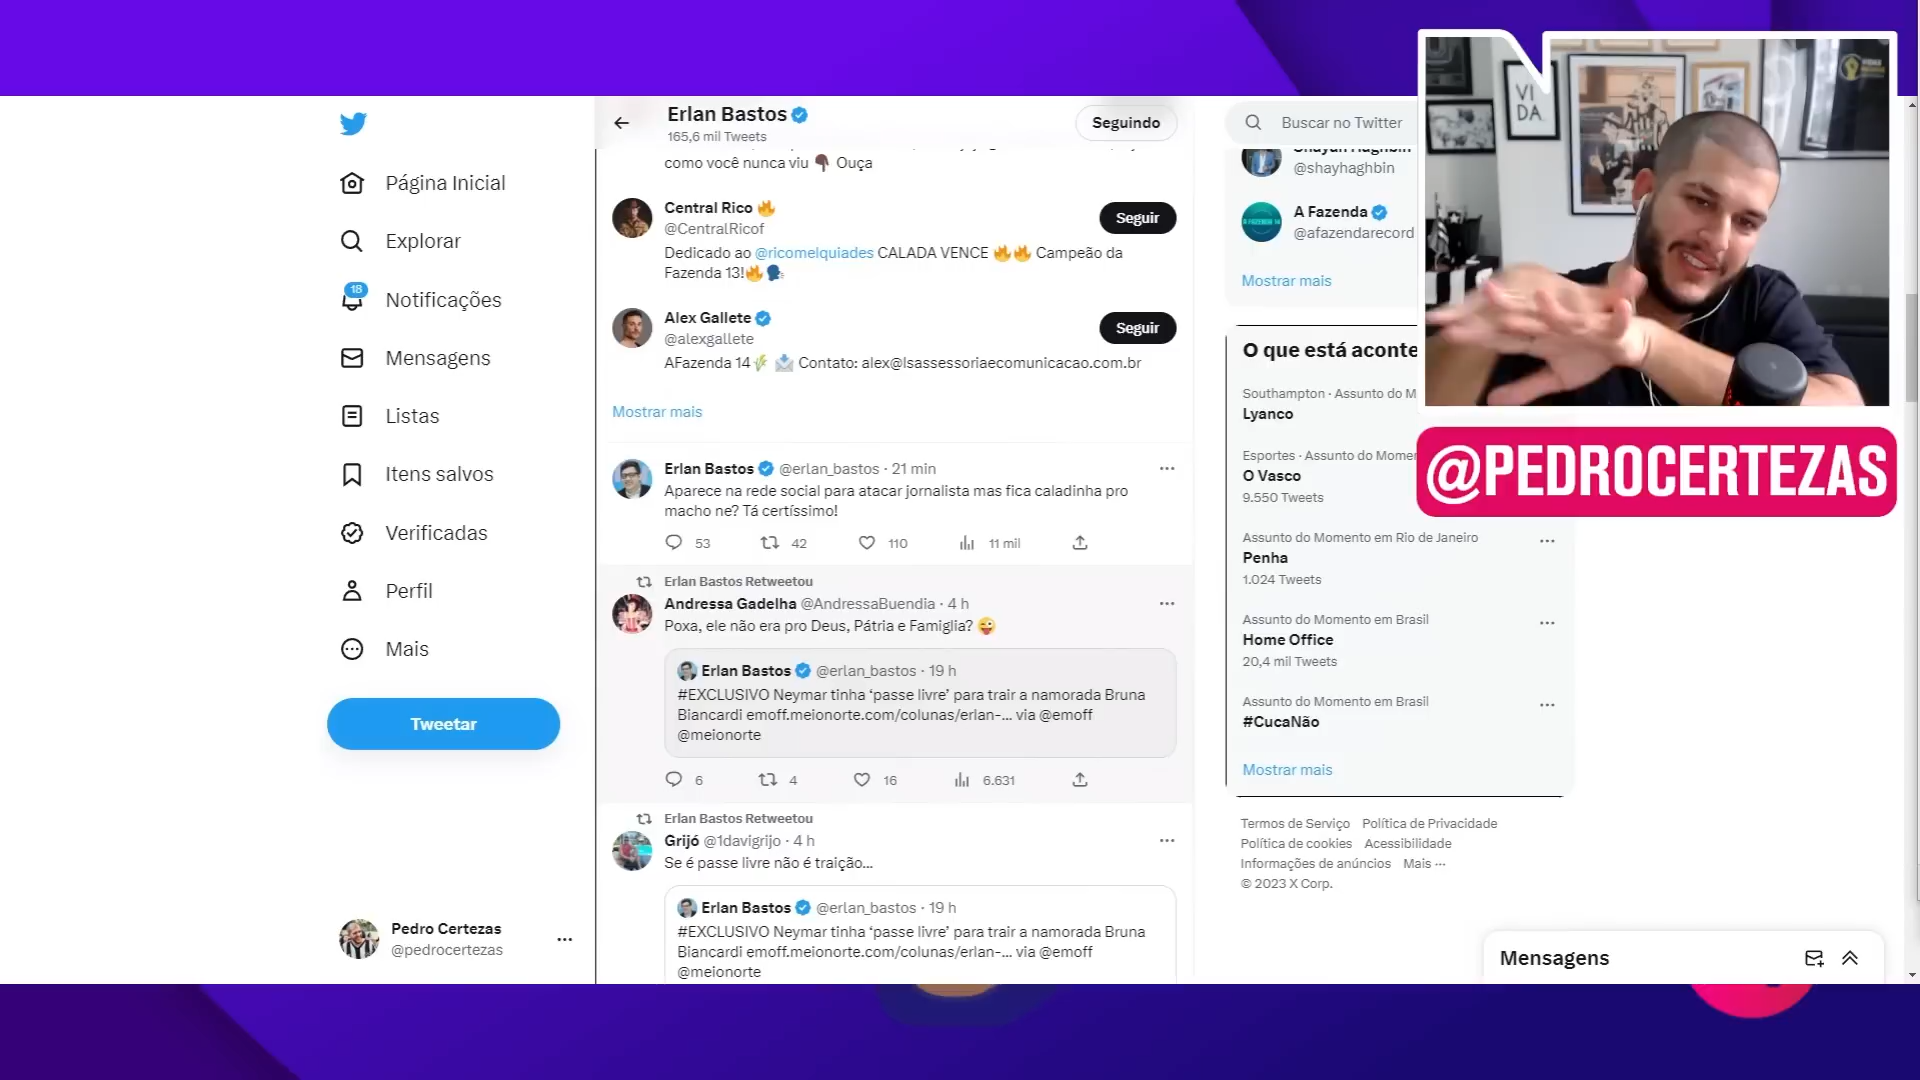 Página Inicial
Explorar
18
Notificações
Mensagens
Listas
Itens salvos
Verificadas
Perfil
Mais
Tweetar
Pedro Certezas
@pedrocertezas
Erlan Bastos
165,6 mil Tweets
Seguindo
como você nunca viu 👇🏿 Ouça
Central Rico 🔥
@CentralRicof
Seguir
Dedicado ao @ricomelquiades CALADA VENCE 🔥🔥 Campeão da
Fazenda 13!🔥🗣
Alex Gallete
@alexgallete
Seguir
AFazenda 14🌾 📩 Contato: alex@lsassessoriaecomunicacao.com.br
Mostrar mais
Erlan Bastos @erlan_bastos · 21 min
Aparece na rede social para atacar jornalista mas fica caladinha pro
macho ne? Tá certíssimo!
53 42 110 11 mil
Erlan Bastos Retweetou
Andressa Gadelha @AndressaBuendia · 4 h
Poxa, ele não era pro Deus, Pátria e Famiglia? 😜
Erlan Bastos @erlan_bastos · 19 h
#EXCLUSIVO Neymar tinha ‘passe livre’ para trair a namorada Bruna
Biancardi emoff.meionorte.com/colunas/erlan-… via @emoff
@meionorte
6 4 16 6.631
Erlan Bastos Retweetou
Grijó @1davigrijo · 4 h
Se é passe livre não é traição...
Erlan Bastos @erlan_bastos · 19 h
#EXCLUSIVO Neymar tinha ‘passe livre’ para trair a namorada Bruna
Biancardi emoff.meionorte.com/colunas/erlan-… via @emoff
@meionorte
Buscar no Twitter
Shayan Haghbin
@shayhaghbin
A Fazenda
@afazendarecord
Mostrar mais
O que está aconte
Southampton · Assunto do M
Lyanco
Esportes · Assunto do Momen
O Vasco
9.550 Tweets
Assunto do Momento em Rio de Janeiro
Penha
1.024 Tweets
Assunto do Momento em Brasil
Home Office
20,4 mil Tweets
Assunto do Momento em Brasil
#CucaNão
Mostrar mais
Termos de Serviço Política de Privacidade
Política de cookies Acessibilidade
Informações de anúncios Mais ···
© 2023 X Corp.
Mensagens
VI
DA
@PEDROCERTEZAS